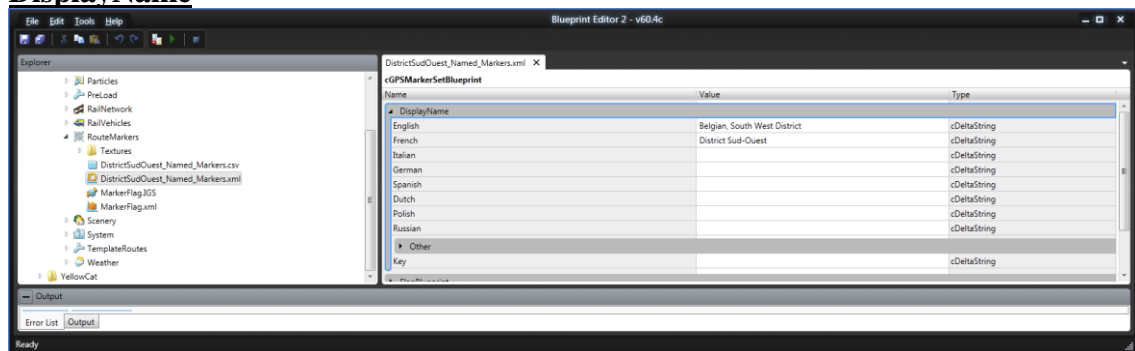 DisplayName
Blueprint Editor 2 - v60.4c
File Edit Tools Help
Explorer
Particles
PreLoad
RailNetwork
RailVehicles
RouteMarkers
Textures
DistrictSudOuest_Named_Markers.csv
DistrictSudOuest_Named_Markers.xml
MarkerFlag.IGS
MarkerFlag.xml
Scenery
System
TemplateRoutes
Weather
YellowCat
DistrictSudOuest_Named_Markers.xml X
cGPSMarkerSetBlueprint
Name Value Type
DisplayName
English Belgian, South West District cDeltaString
French District Sud-Ouest cDeltaString
Italian cDeltaString
German cDeltaString
Spanish cDeltaString
Dutch cDeltaString
Polish cDeltaString
Russian cDeltaString
Other
Key cDeltaString
Output
Error List Output
Ready